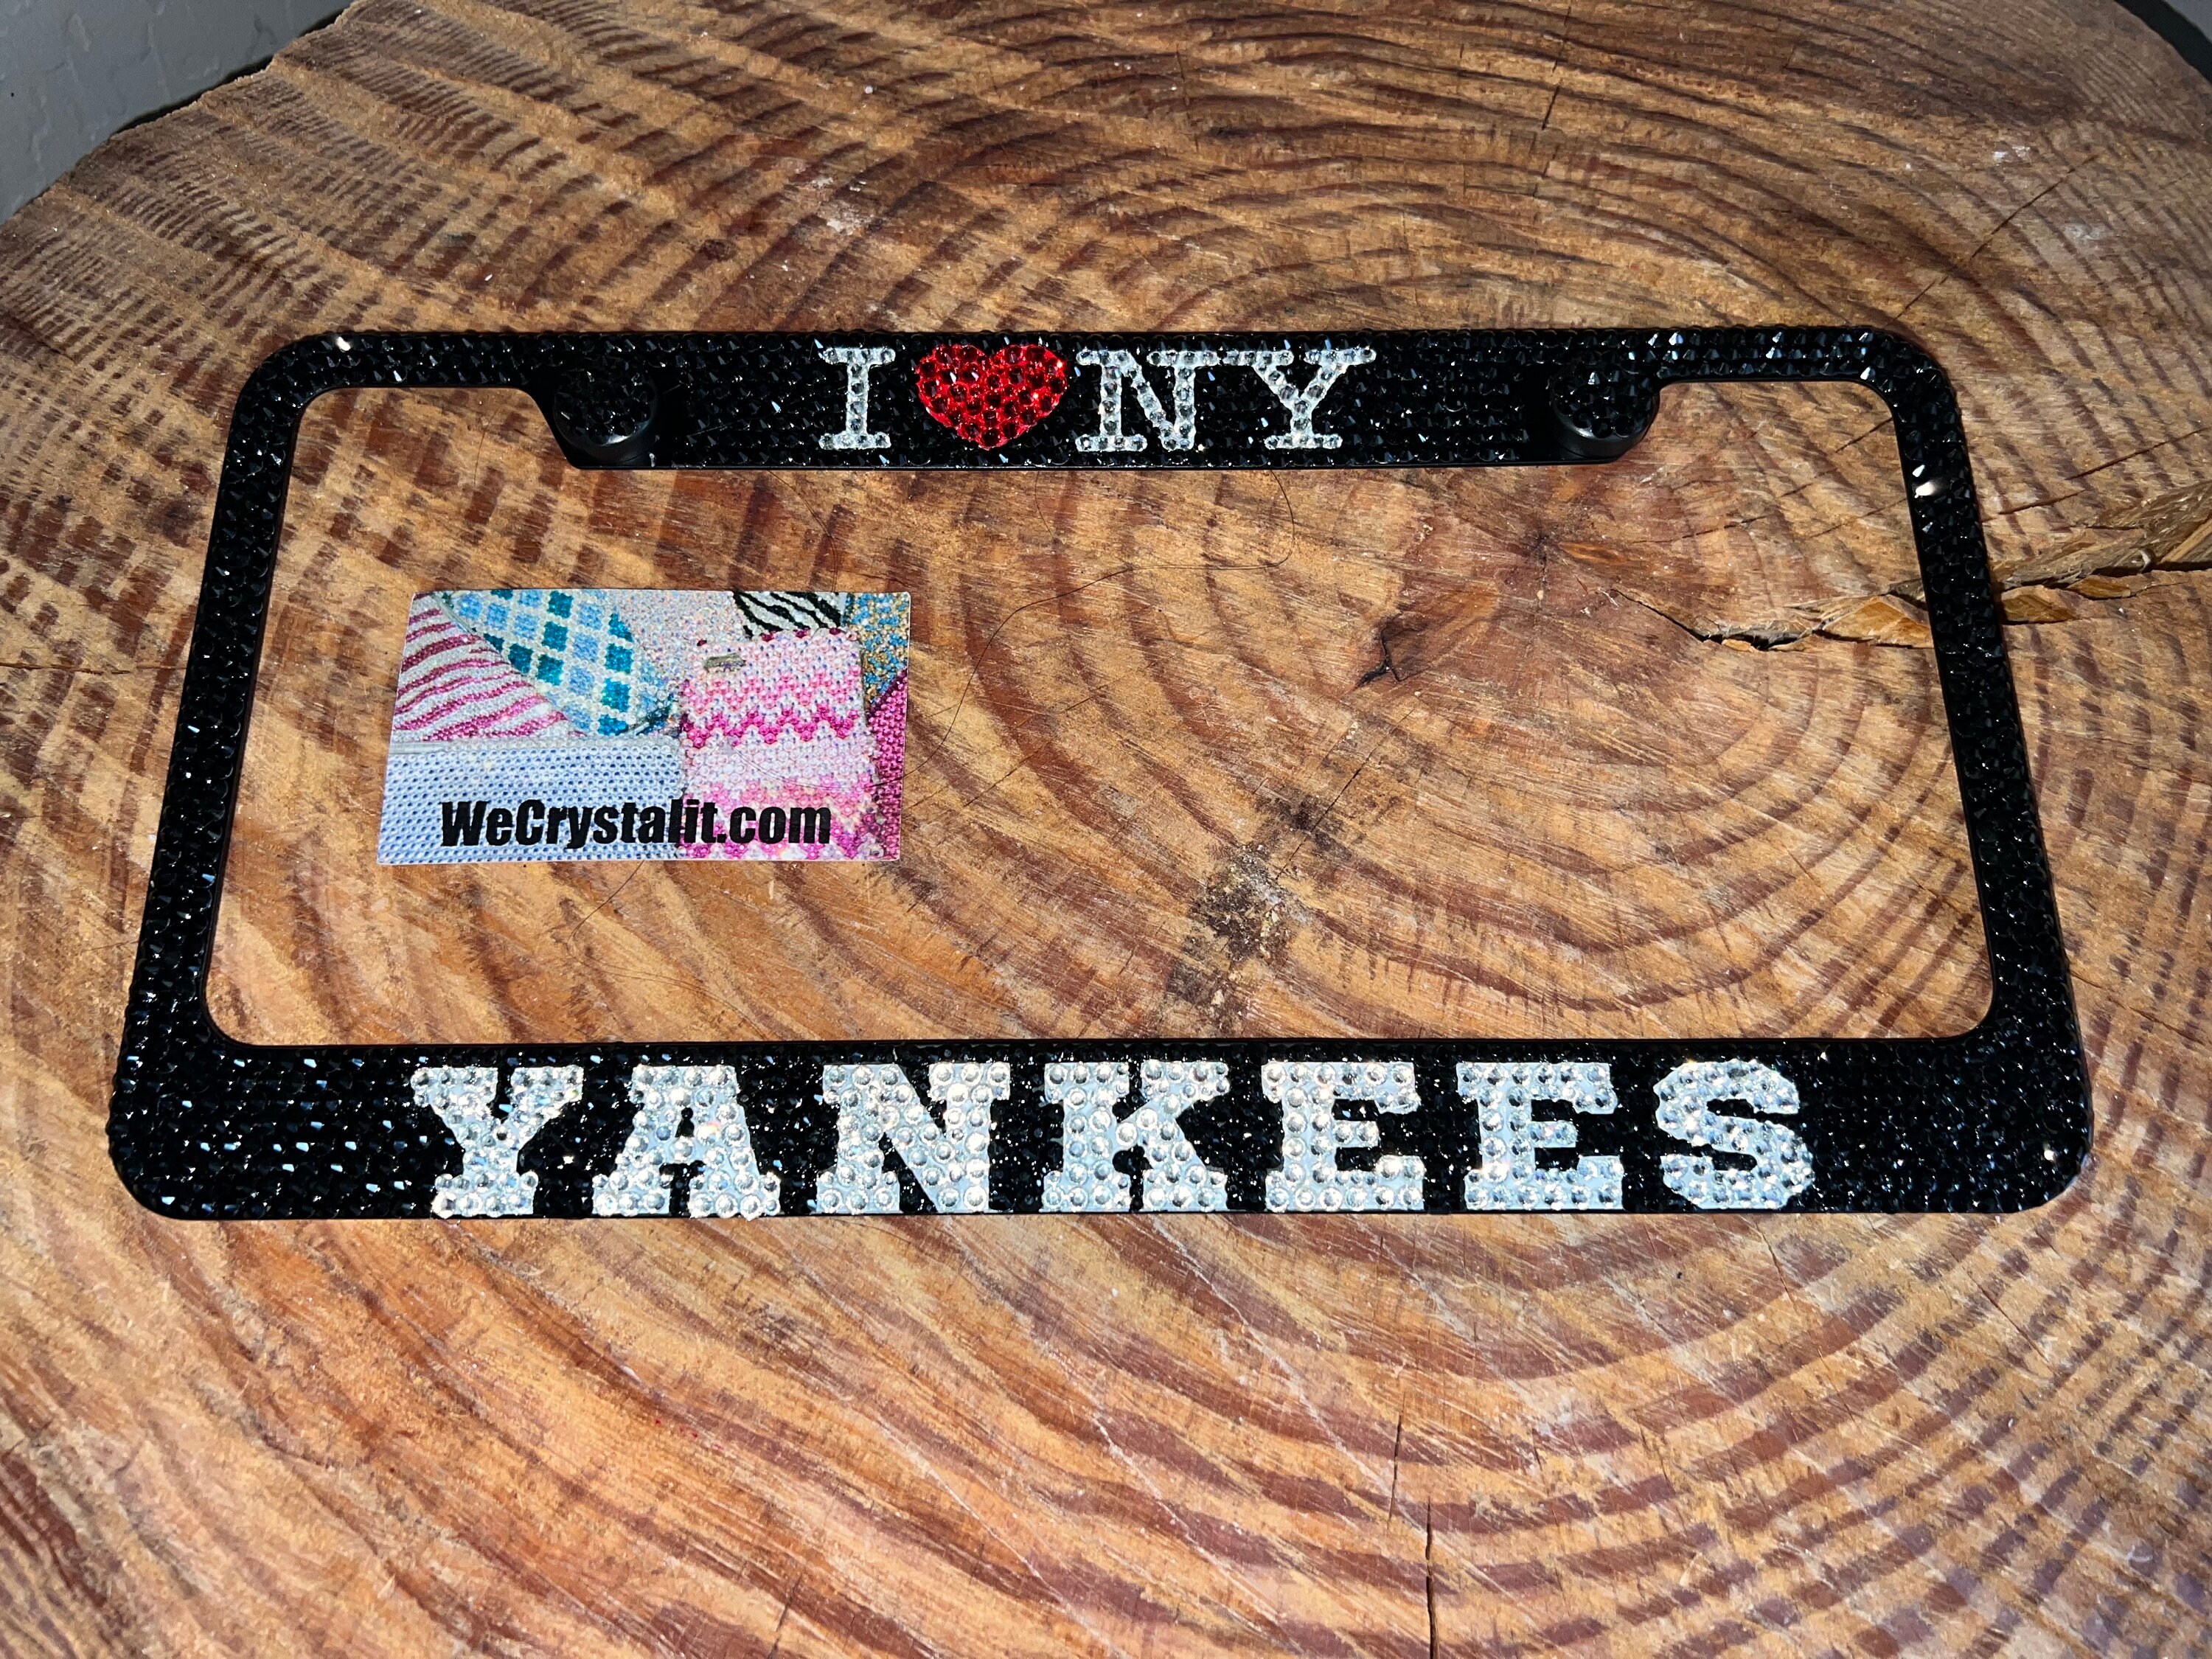 I ❤ NY
WeCrystalit.com
YANKEES